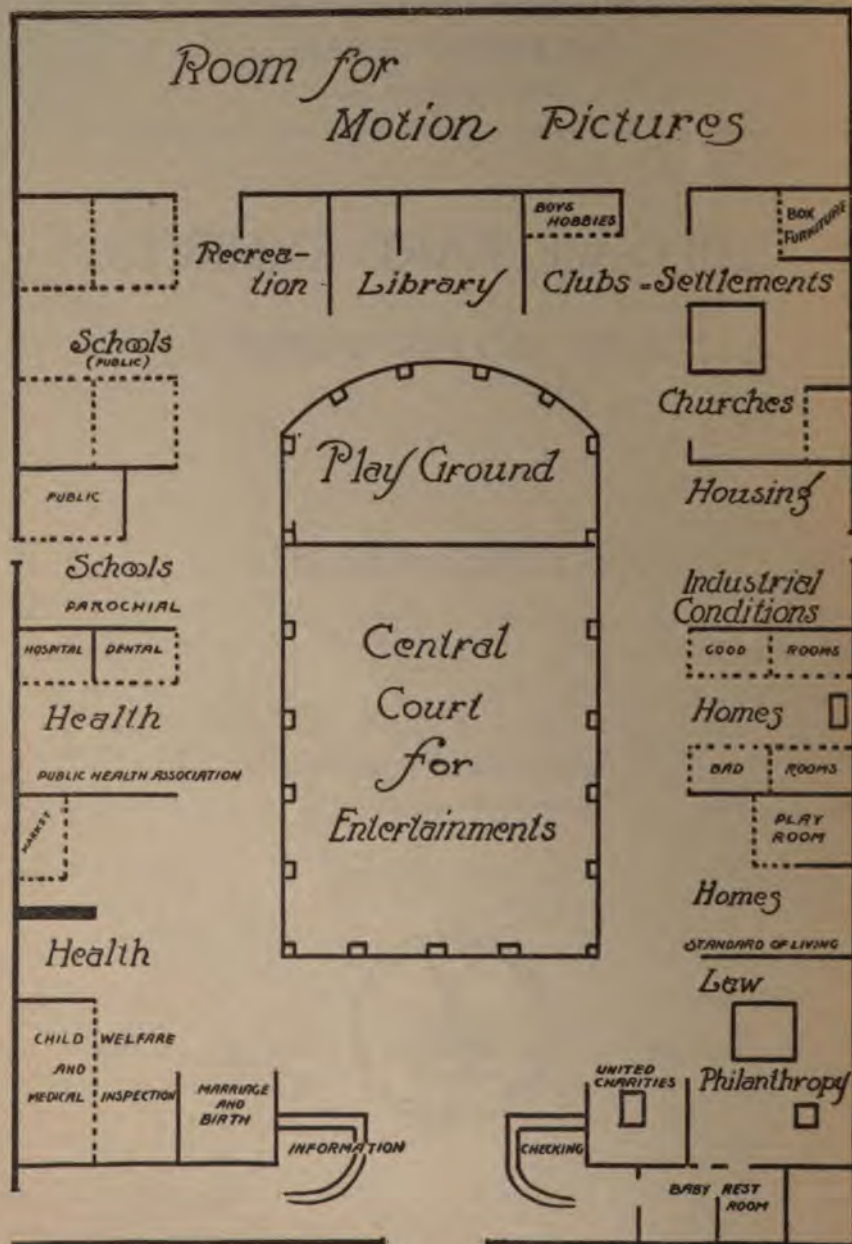 Room for
Motion Pictures
BOYS
HOBBIES
BOX
FURNITURE
Recrea-
tion
Library
Clubs - Settlements
Schools
(PUBLIC)
Churches
Play Ground
PUBLIC
Housing
Schools
PAROCHIAL
Industrial
Conditions
HOSPITAL
DENTAL
GOOD ROOMS
Central
Court
for
Entertainments
Health
Homes
PUBLIC HEALTH ASSOCIATION
BAD ROOMS
MARKET
PLAY
ROOM
Homes
Health
STANDARD OF LIVING
Law
CHILD WELFARE
AND
MEDICAL INSPECTION
MARRIAGE
AND
BIRTH
UNITED
CHARITIES
Philanthropy
INFORMATION
CHECKING
BABY REST
ROOM